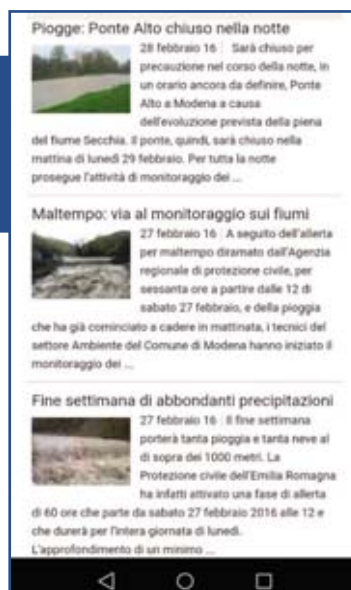 Piogge: Ponte Alto chiuso nella notte
28 febbraio 16 | Sarà chiuso per
precauzione nel corso della notte, in
un orario ancora da definire, Ponte
Alto a Modena a causa
dell'evoluzione prevista della piena
del fiume Secchia. Il ponte, quindi, sarà chiuso nella
mattina di lunedì 29 febbraio. Per tutta la notte
prosegue l'attività di monitoraggio dei ...
Maltempo: via al monitoraggio sui fiumi
27 febbraio 16 | A seguito dell'allerta
per maltempo diramato dall'Agenzia
regionale di protezione civile, per
sessanta ore a partire dalle 12 di
sabato 27 febbraio, e della pioggia
che ha già cominciato a cadere in mattinata, i tecnici del
settore Ambiente del Comune di Modena hanno iniziato il
monitoraggio dei ...
Fine settimana di abbondanti precipitazioni
27 febbraio 16 | Il fine settimana
porterà tanta pioggia e tanta neve al
di sopra dei 1000 metri. La
Protezione civile dell'Emilia Romagna
ha infatti attivato una fase di allerta
di 60 ore che parte da sabato 27 febbraio 2016 alle 12 e
che durerà per l'intera giornata di lunedì.
L'approfondimento di un minimo ...